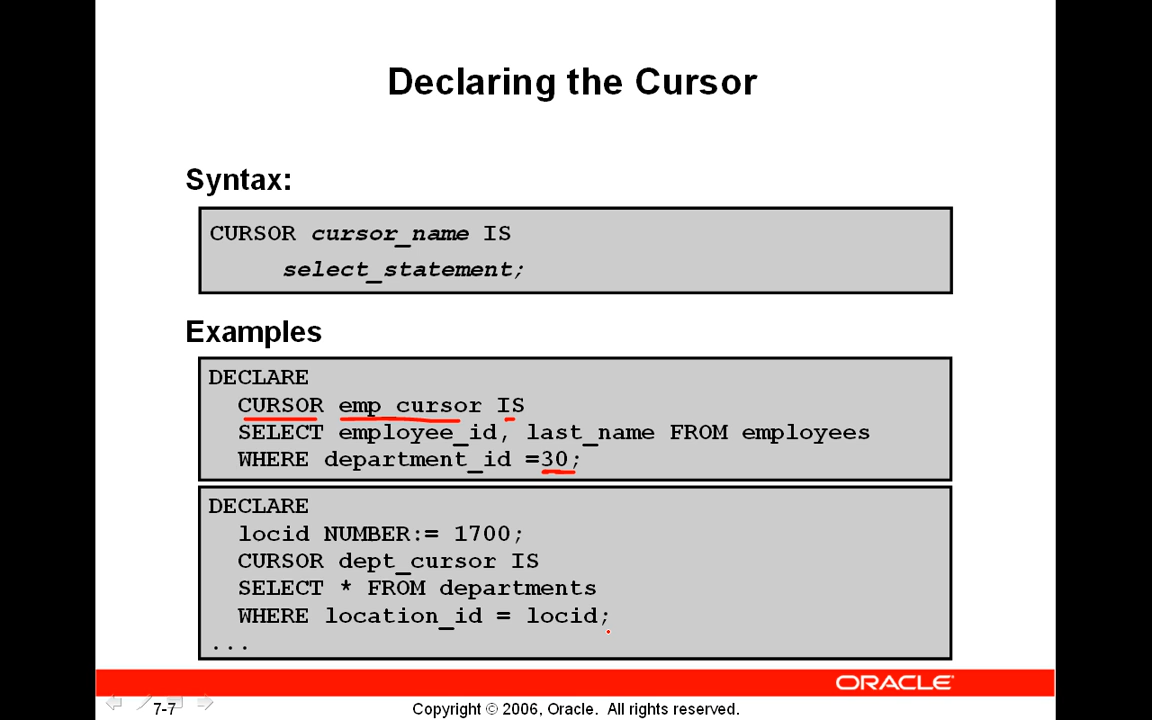 Declaring the Cursor
Syntax:
CURSOR cursor_name IS
select_statement;
Examples
DECLARE
CURSOR emp_cursor IS
SELECT employee_id, last_name FROM employees
WHERE department_id =30;
DECLARE
locid NUMBER:= 1700;
CURSOR dept_cursor IS
SELECT * FROM departments
WHERE location_id = locid;
...
ORACLE
7-7
Copyright © 2006, Oracle. All rights reserved.